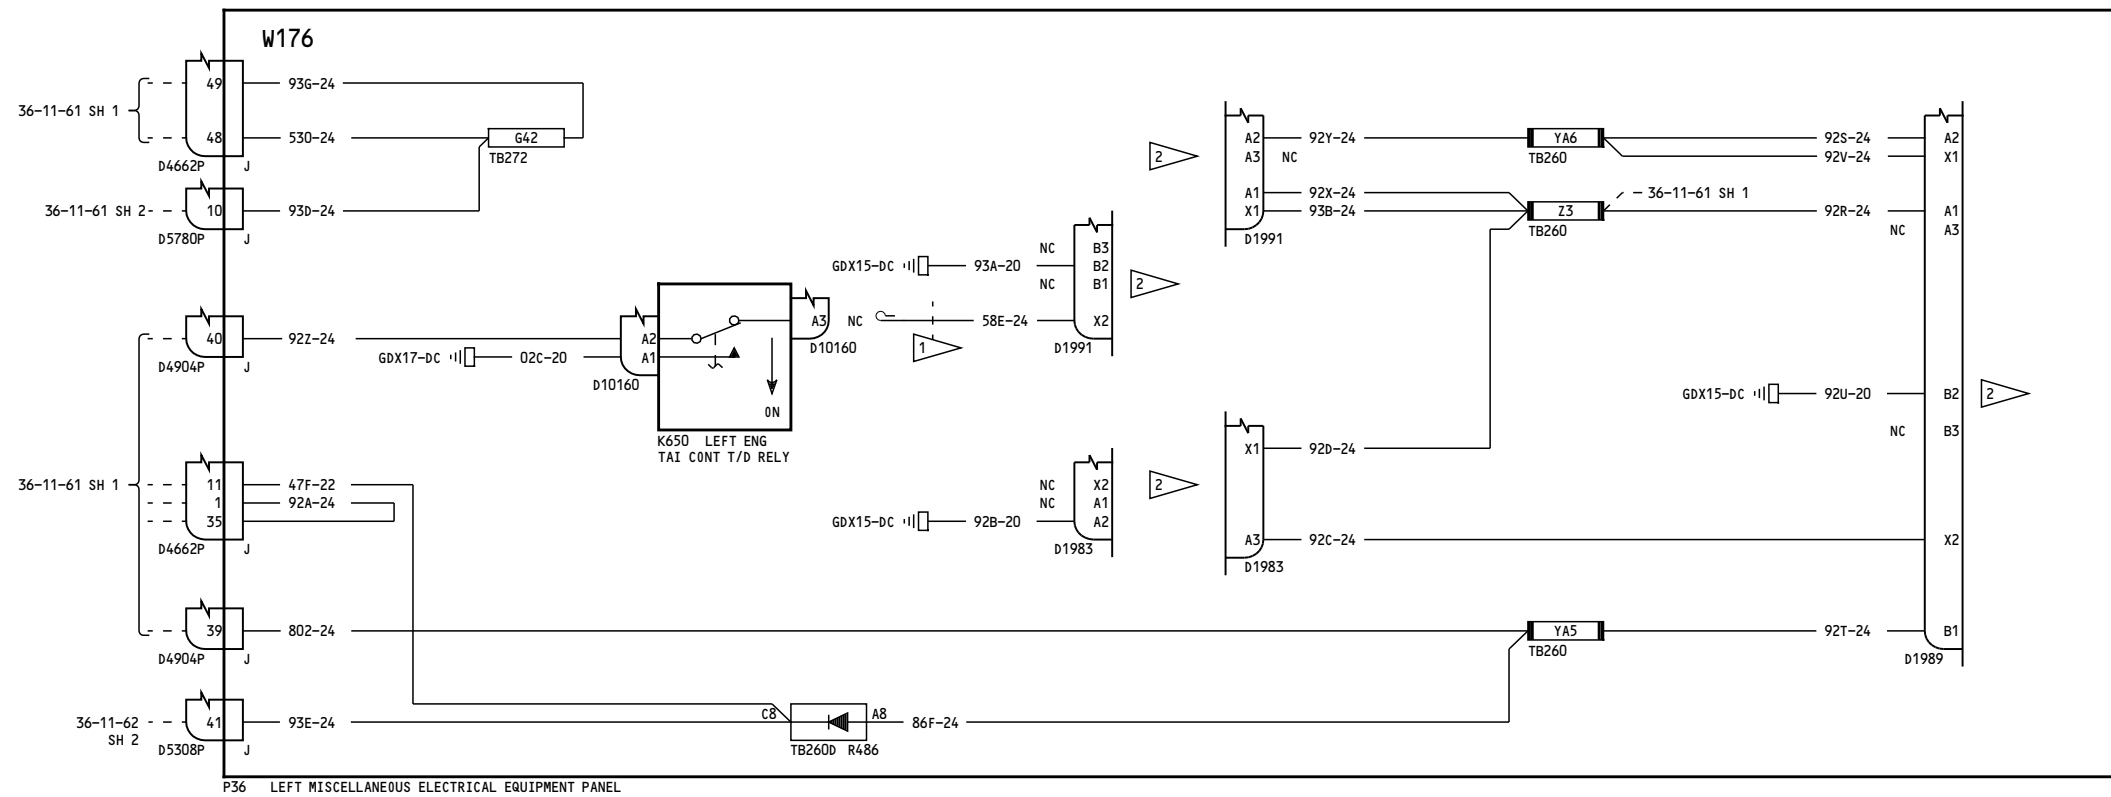 W176
36-11-61 SH 1
49
93G-24
48
530-24
G42
TB272
D4662P
J
36-11-61 SH 2
10
93D-24
D5780P
J
40
92Z-24
D4904P
J
GDX17-DC
02C-20
A2
A1
D10160
A3
NC
D10160
ON
K650 LEFT ENG
TAI CONT T/D RELY
58E-24
1
GDX15-DC
93A-20
NC
NC
B3
B2
B1
X2
D1991
2
2
A2
A3
NC
A1
X1
D1991
92Y-24
92X-24
93B-24
YA6
TB260
Z3
TB260
36-11-61 SH 1
92S-24
92V-24
92R-24
NC
A2
X1
A1
A3
GDX15-DC
92U-20
B2
2
NC
B3
36-11-61 SH 1
11
47F-22
1
92A-24
35
D4662P
J
GDX15-DC
92B-20
NC
NC
X2
A1
A2
D1983
2
X1
92D-24
A3
92C-24
D1983
X2
39
802-24
D4904P
J
YA5
TB260
92T-24
B1
D1989
36-11-62
SH 2
41
93E-24
D5308P
J
C8
A8
TB260D R486
86F-24
P36 LEFT MISCELLANEOUS ELECTRICAL EQUIPMENT PANEL